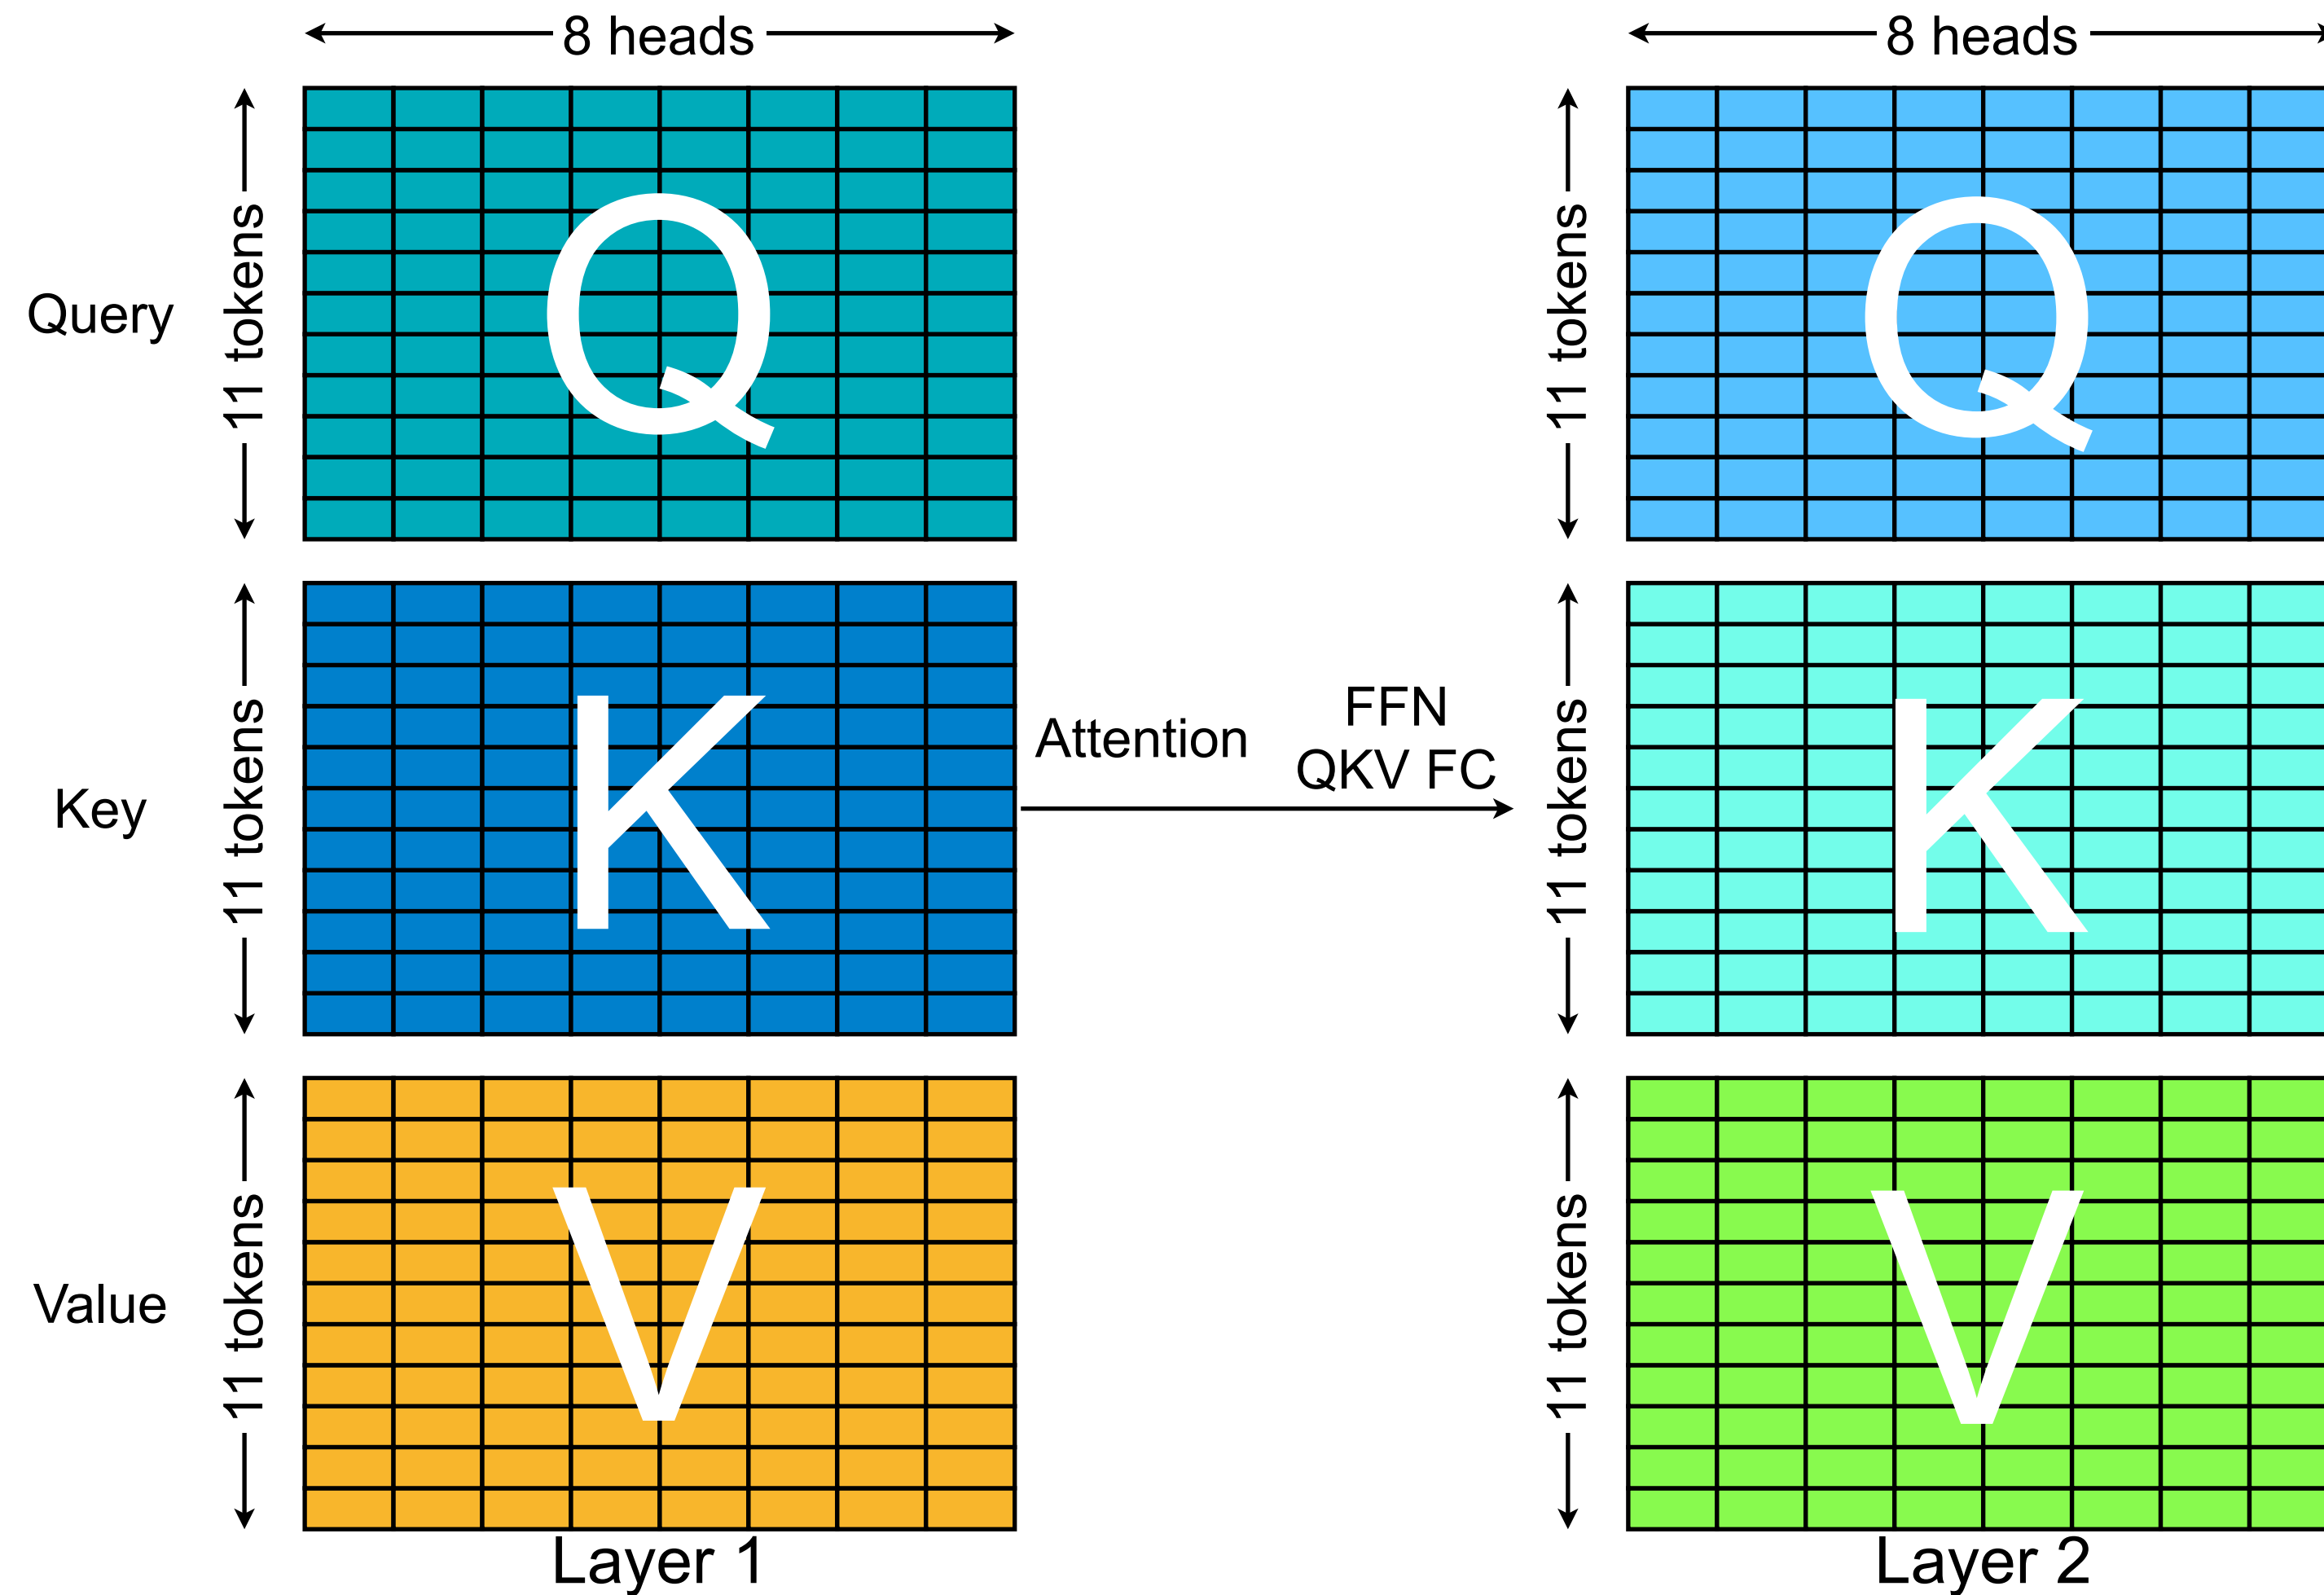 8 heads
8 heads
Query
11 tokens
Q
11 tokens
Q
Key
11 tokens
K
Attention
FFN
QKV FC
11 tokens
K
Value
11 tokens
V
11 tokens
V
Layer 1
Layer 2